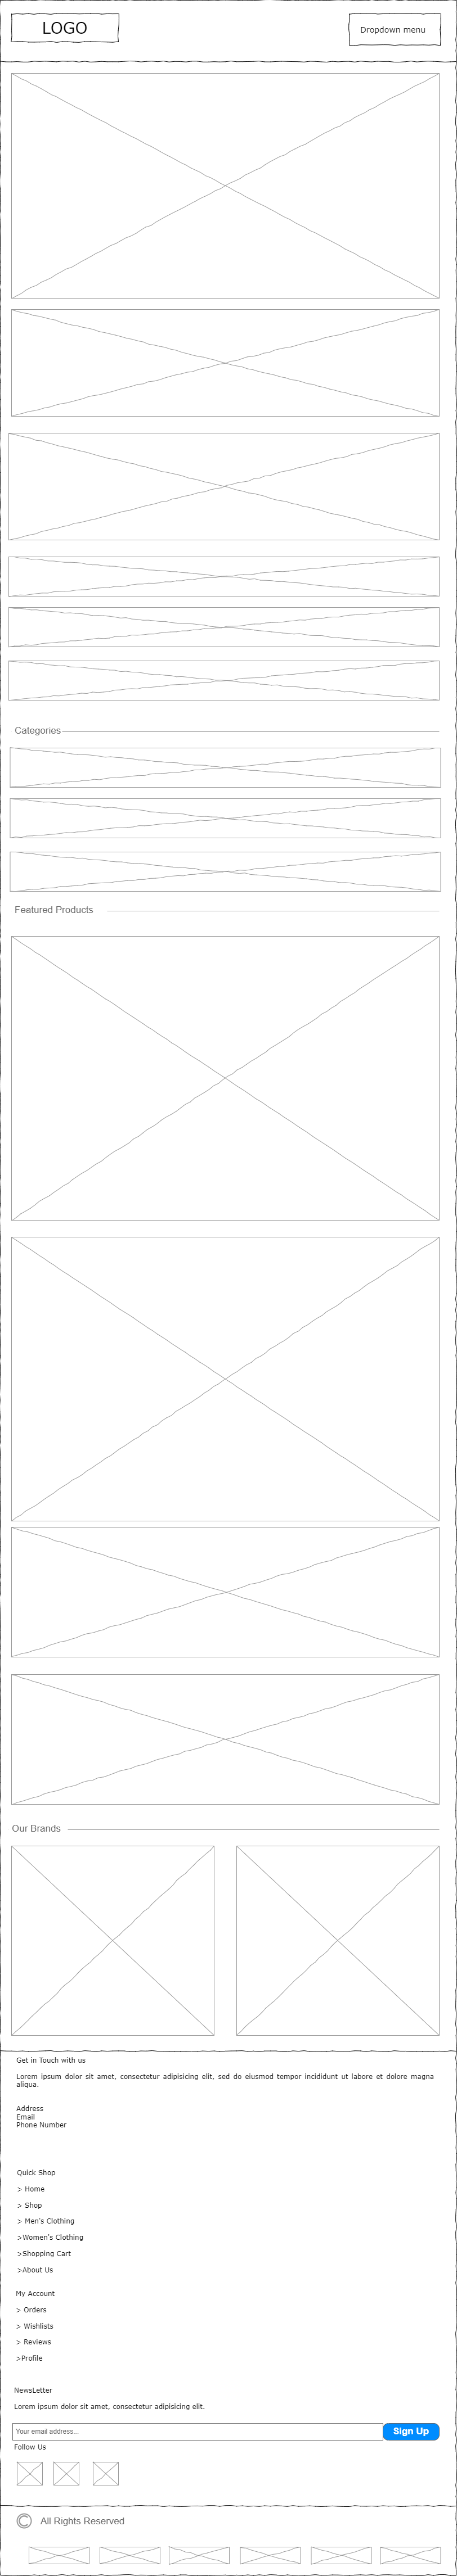 LOGO
Dropdown menu
Categories
Featured Products
Our Brands
Get in Touch with us
Lorem ipsum dolor sit amet, consectetur adipisicing elit, sed do eiusmod tempor incididunt ut labore et dolore magna
aliqua.
Address
Email
Phone Number
Quick Shop
> Home
> Shop
> Men's Clothing
>Women's Clothing
>Shopping Cart
>About Us
My Account
> Orders
> Wishlists
> Reviews
>Profile
NewsLetter
Lorem ipsum dolor sit amet, consectetur adipisicing elit.
Your email address...
Sign Up
Follow Us
© All Rights Reserved